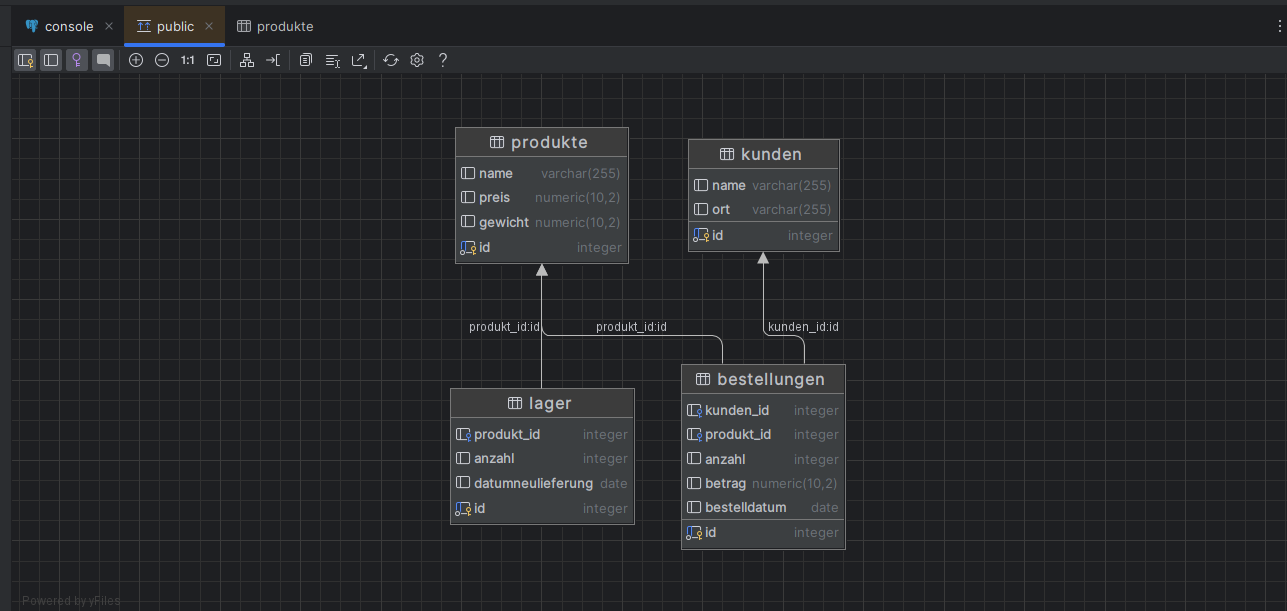 console × public × produkte
1:1 ?
produkte
name varchar(255)
preis numeric(10,2)
gewicht numeric(10,2)
id integer
kunden
name varchar(255)
ort varchar(255)
id integer
produkt_id:id produkt_id:id kunden_id:id
lager
produkt_id integer
anzahl integer
datumneulieferung date
id integer
bestellungen
kunden_id integer
produkt_id integer
anzahl integer
betrag numeric(10,2)
bestelldatum date
id integer
Powered by yFiles